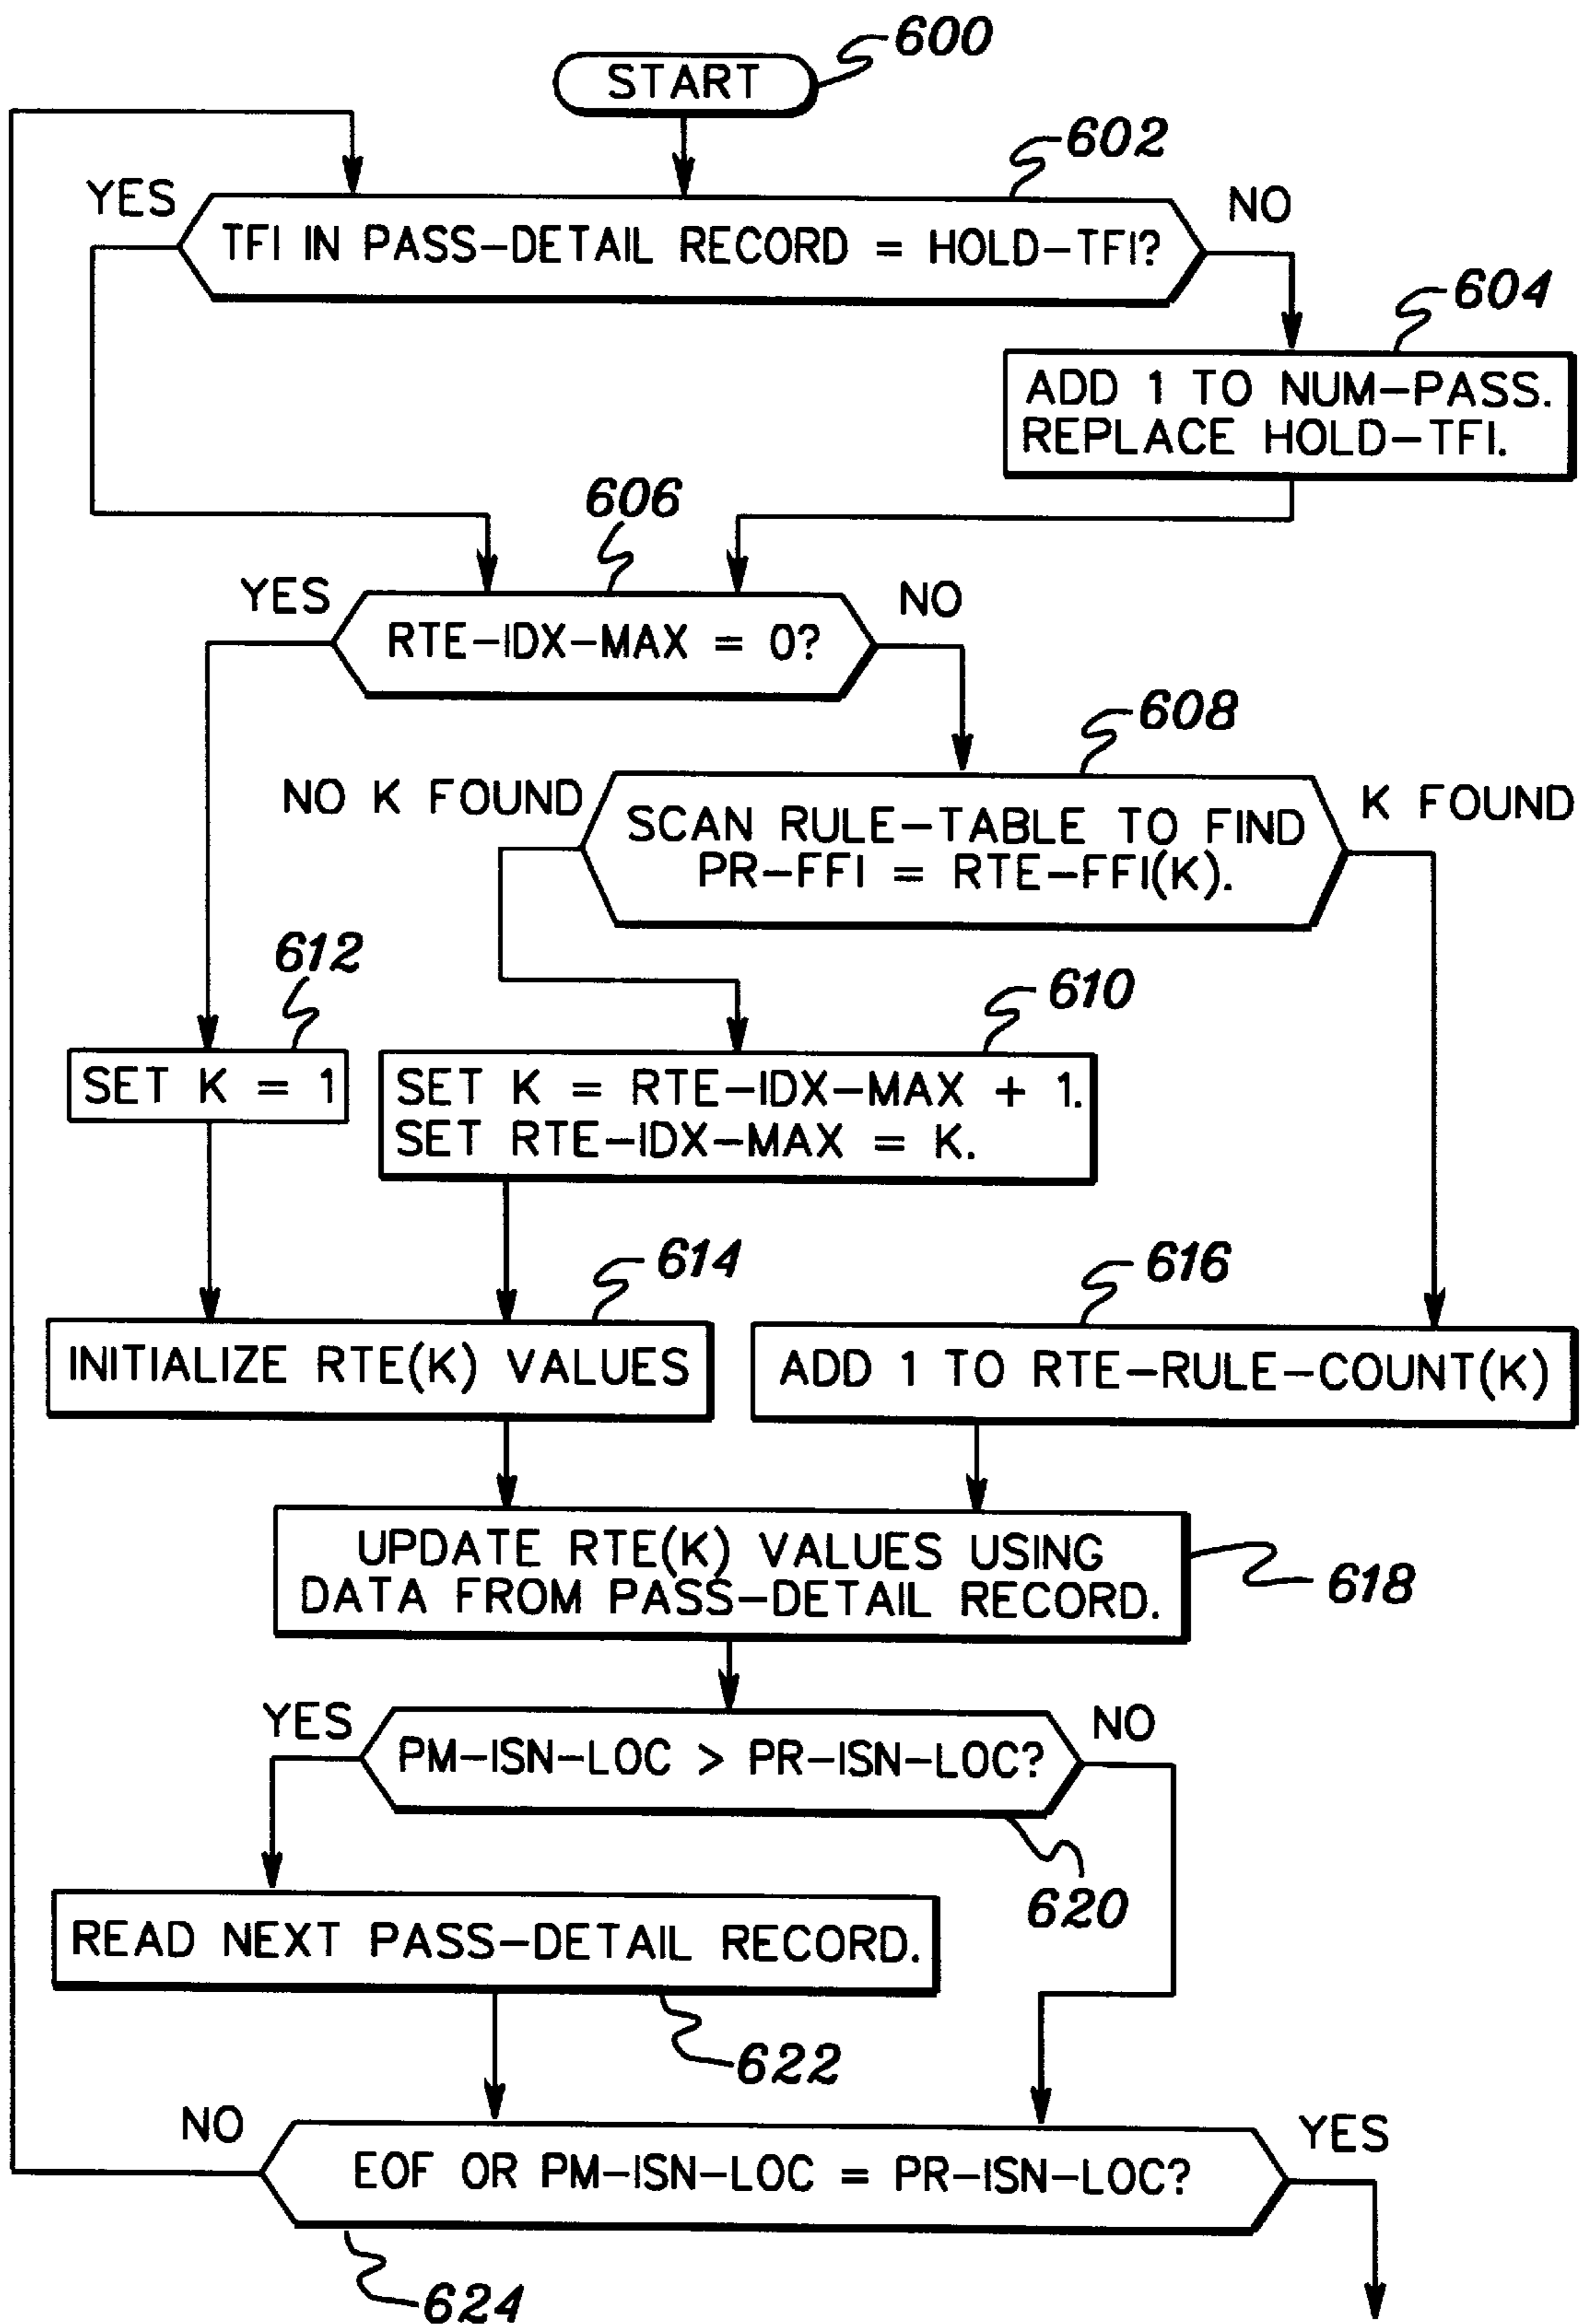 600
START
602
YES
NO
TFI IN PASS-DETAIL RECORD = HOLD-TFI?
604
ADD 1 TO NUM-PASS.
REPLACE HOLD-TFI.
606
YES
NO
RTE-IDX-MAX = 0?
608
NO K FOUND
K FOUND
SCAN RULE-TABLE TO FIND
PR-FFI = RTE-FFI(K).
612
610
SET K = 1
SET K = RTE-IDX-MAX + 1.
SET RTE-IDX-MAX = K.
614
616
INITIALIZE RTE(K) VALUES
ADD 1 TO RTE-RULE-COUNT(K)
UPDATE RTE(K) VALUES USING
DATA FROM PASS-DETAIL RECORD.
618
YES
NO
PM-ISN-LOC > PR-ISN-LOC?
620
READ NEXT PASS-DETAIL RECORD.
622
NO
YES
EOF OR PM-ISN-LOC = PR-ISN-LOC?
624